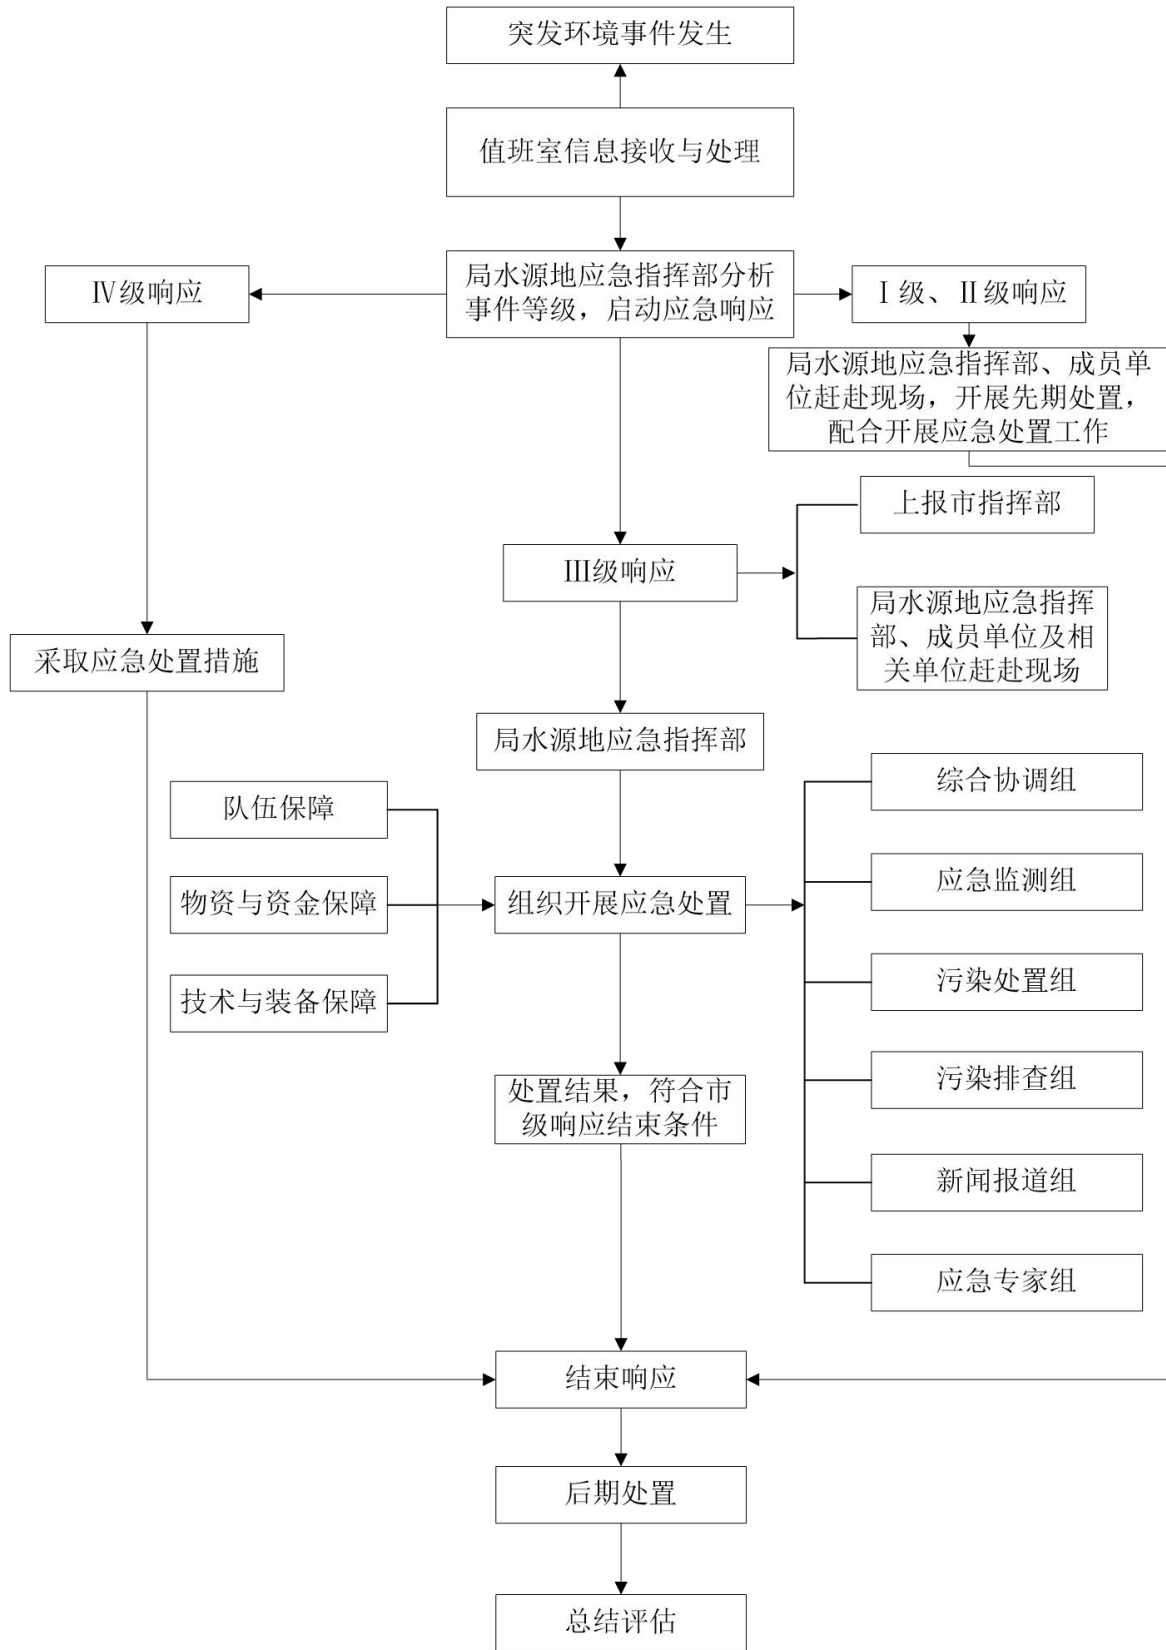 突发环境事件发生
值班室信息接收与处理
局水源地应急指挥部分析
事件等级，启动应急响应
Ⅳ级响应
Ⅰ级、Ⅱ级响应
局水源地应急指挥部、成员单
位赶赴现场，开展先期处置，
配合开展应急处置工作
上报市指挥部
Ⅲ级响应
局水源地应急指挥
部、成员单位及相
关单位赶赴现场
采取应急处置措施
局水源地应急指挥部
队伍保障
物资与资金保障
技术与装备保障
组织开展应急处置
综合协调组
应急监测组
污染处置组
污染排查组
新闻报道组
应急专家组
处置结果，符合市
级响应结束条件
结束响应
后期处置
总结评估